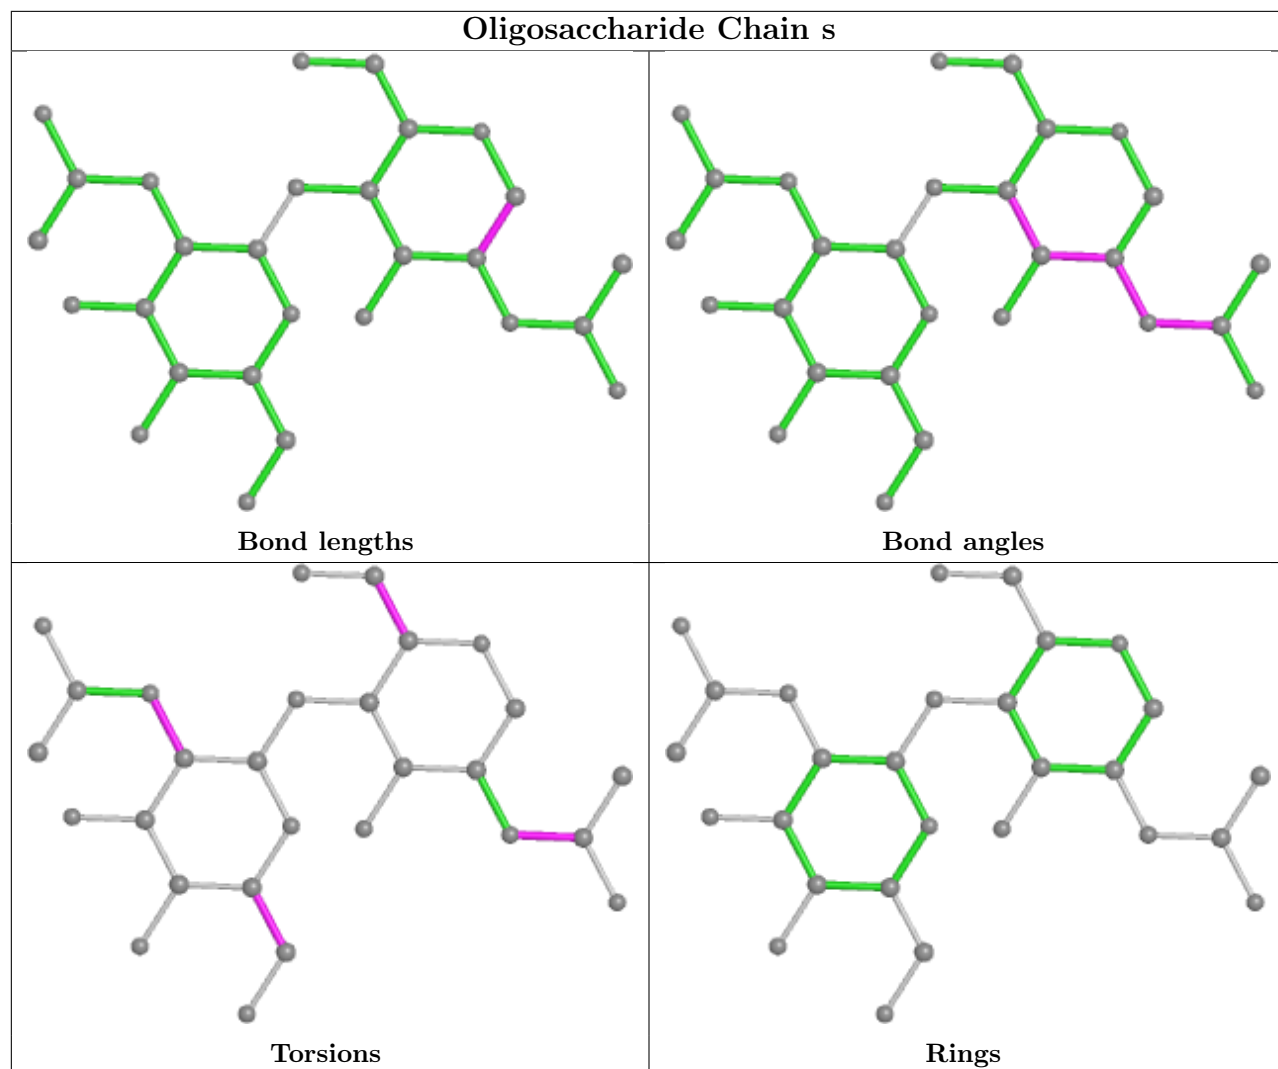 Oligosaccharide Chain s
Bond lengths
Bond angles
Torsions
Rings